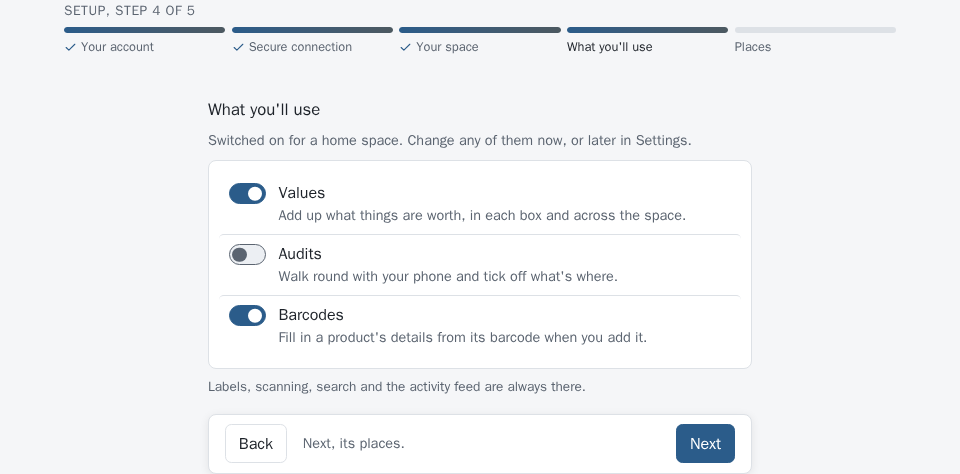 SETUP, STEP 4 OF 5
Your account
Secure connection
Your space
What you'll use
Places
What you'll use
Switched on for a home space. Change any of them now, or later in Settings.
Values
Add up what things are worth, in each box and across the space.
Audits
Walk round with your phone and tick off what's where.
Barcodes
Fill in a product's details from its barcode when you add it.
Labels, scanning, search and the activity feed are always there.
Back
Next, its places.
Next